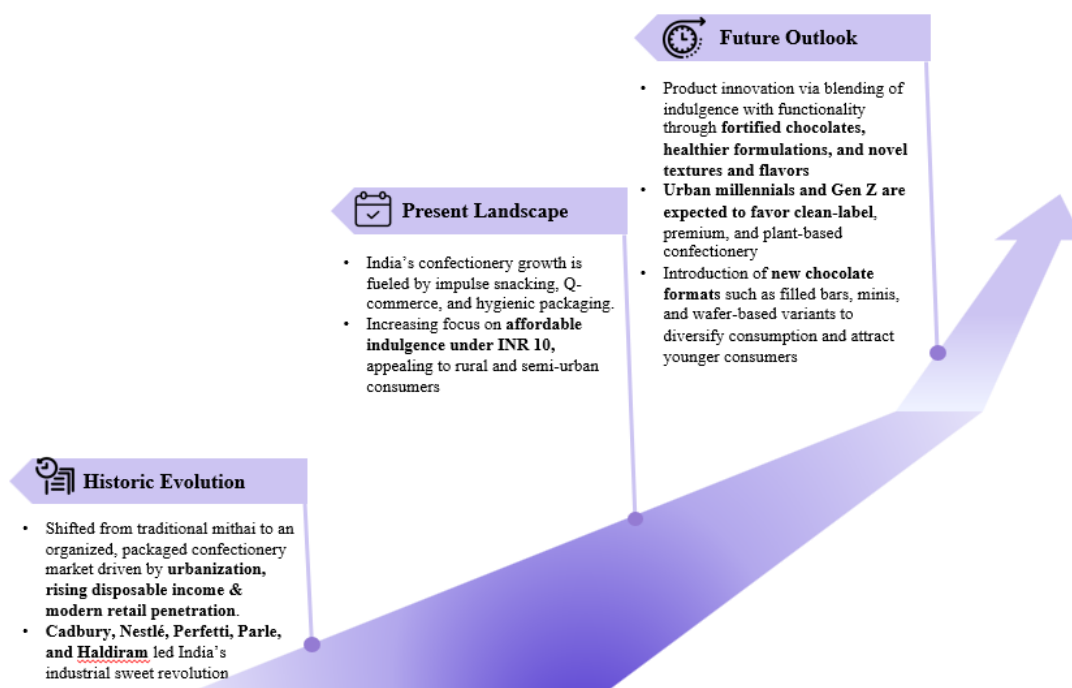 Future Outlook
• Product innovation via blending of
indulgence with functionality
through fortified chocolates,
healthier formulations, and novel
textures and flavors
• Urban millennials and Gen Z are
expected to favor clean-label,
premium, and plant-based
confectionery
• Introduction of new chocolate
formats such as filled bars, minis,
and wafer-based variants to
diversify consumption and attract
younger consumers
Present Landscape
• India’s confectionery growth is
fueled by impulse snacking, Q-
commerce, and hygienic packaging.
• Increasing focus on affordable
indulgence under INR 10,
appealing to rural and semi-urban
consumers
Historic Evolution
• Shifted from traditional mithai to an
organized, packaged confectionery
market driven by urbanization,
rising disposable income &
modern retail penetration.
• Cadbury, Nestlé, Perfetti, Parle,
and Haldiram led India’s
industrial sweet revolution